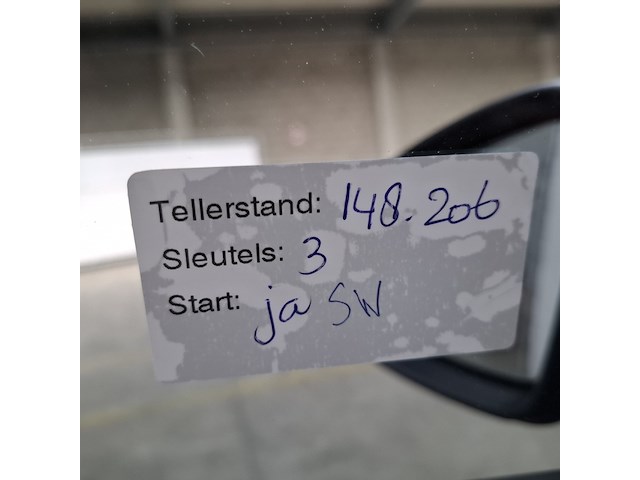 Tellerstand: 148.206
Sleutels: 3
Start: ja SW